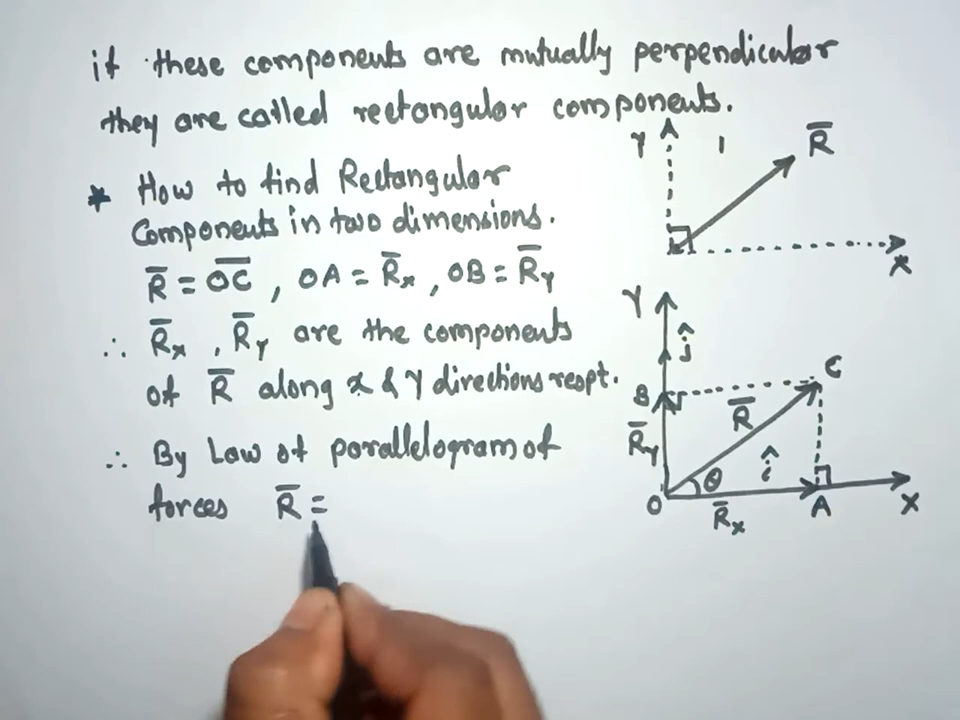 if these components are mutually perpendicular
they are called rectangular components.
* How to find Rectangular
Components in two dimensions.
R̅ = O̅C̅ , OA = R̅x , OB = R̅y
∴ R̅x , R̅y are the components
of R̅ along x & y directions respt.
∴ By Law of parallelogram of
forces R̅ =
Y
R̅
X
Y
ĵ
B
C
R̅
R̅y
î
θ
O
R̅x
A
X